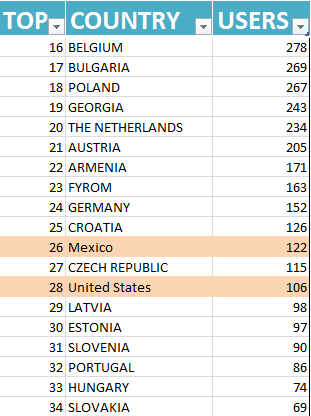 TOP COUNTRY USERS
16 BELGIUM 278
17 BULGARIA 269
18 POLAND 267
19 GEORGIA 243
20 THE NETHERLANDS 234
21 AUSTRIA 205
22 ARMENIA 171
23 FYROM 163
24 GERMANY 152
25 CROATIA 126
26 Mexico 122
27 CZECH REPUBLIC 115
28 United States 106
29 LATVIA 98
30 ESTONIA 97
31 SLOVENIA 90
32 PORTUGAL 86
33 HUNGARY 74
34 SLOVAKIA 69